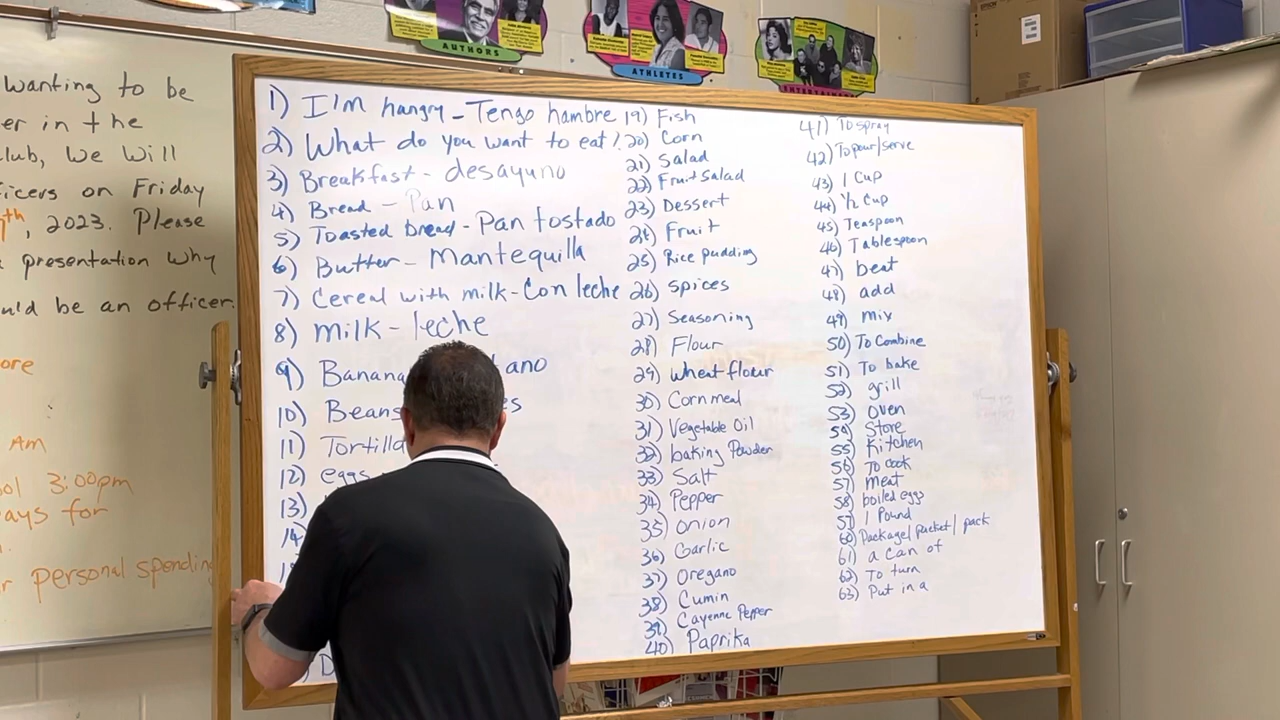 AUTHORS
ATHLETES
wanting to be
er in the
lub, We Will
ficers on Friday
th, 2023. Please
presentation why
uld be an officer.
ore
Am
ol 3:00pm
ays for
r personal spending
1) I'm hangry - Tengo hambre
2) What do you want to eat?
3) Breakfast - desayuno
4) Bread - Pan
5) Toasted bread - Pan tostado
6) Butter - Mantequilla
7) Cereal with milk - Con leche
8) milk - leche
9) Banana ano
10) Beans es
11) Tortilla
12) eggs
13)
14
D
19) Fish
20) Corn
21) Salad
22) Fruit Salad
23) Dessert
24) Fruit
25) Rice pudding
26) spices
27) Seasoning
28) Flour
29) wheat flour
30) Corn meal
31) Vegetable Oil
32) baking Powder
33) Salt
34) Pepper
35) onion
36) Garlic
37) Oregano
38) Cumin
39) Cayenne Pepper
40) Paprika
41) To spray
42) To pour/serve
43) 1 Cup
44) 1/2 Cup
45) Teaspoon
46) Tablespoon
47) beat
48) add
49) mix
50) To Combine
51) To bake
52) grill
53) oven
54) Store
55) Kitchen
56) To cook
57) meat
58) boiled eggs
59) 1 Pound
60) Package/packet/pack
61) a can of
62) To turn
63) Put in a
EPSON